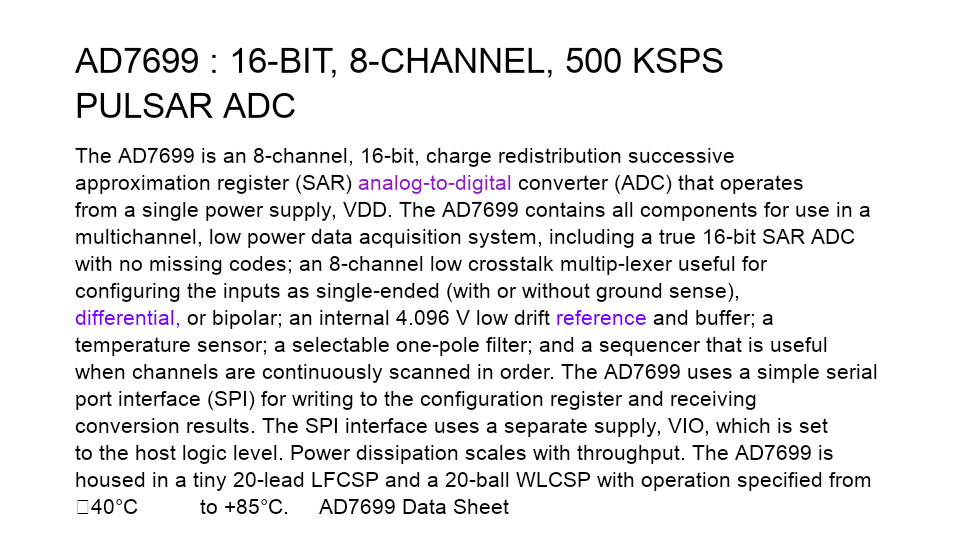 AD7699 : 16-BIT, 8-CHANNEL, 500 KSPS
PULSAR ADC
The AD7699 is an 8-channel, 16-bit, charge redistribution successive
approximation register (SAR) analog-to-digital converter (ADC) that operates
from a single power supply, VDD. The AD7699 contains all components for use in a
multichannel, low power data acquisition system, including a true 16-bit SAR ADC
with no missing codes; an 8-channel low crosstalk multip-lexer useful for
configuring the inputs as single-ended (with or without ground sense),
differential, or bipolar; an internal 4.096 V low drift reference and buffer; a
temperature sensor; a selectable one-pole filter; and a sequencer that is useful
when channels are continuously scanned in order. The AD7699 uses a simple serial
port interface (SPI) for writing to the configuration register and receiving
conversion results. The SPI interface uses a separate supply, VIO, which is set
to the host logic level. Power dissipation scales with throughput. The AD7699 is
housed in a tiny 20-lead LFCSP and a 20-ball WLCSP with operation specified from
□40°C to +85°C. AD7699 Data Sheet